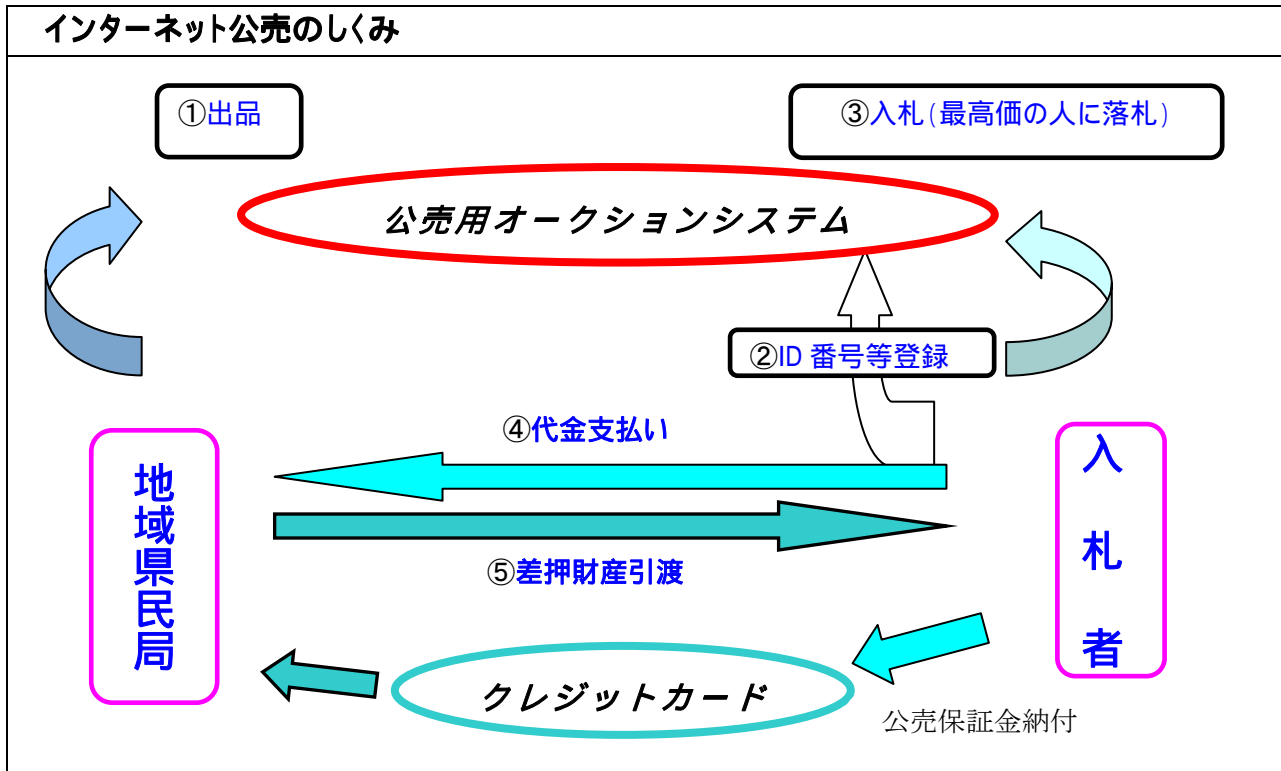 インターネット公売のしくみ
①出品
③入札(最高価の人に落札)
公売用オークションシステム
②ID 番号等登録
④代金支払い
地域県民局
入札者
⑤差押財産引渡
クレジットカード
公売保証金納付